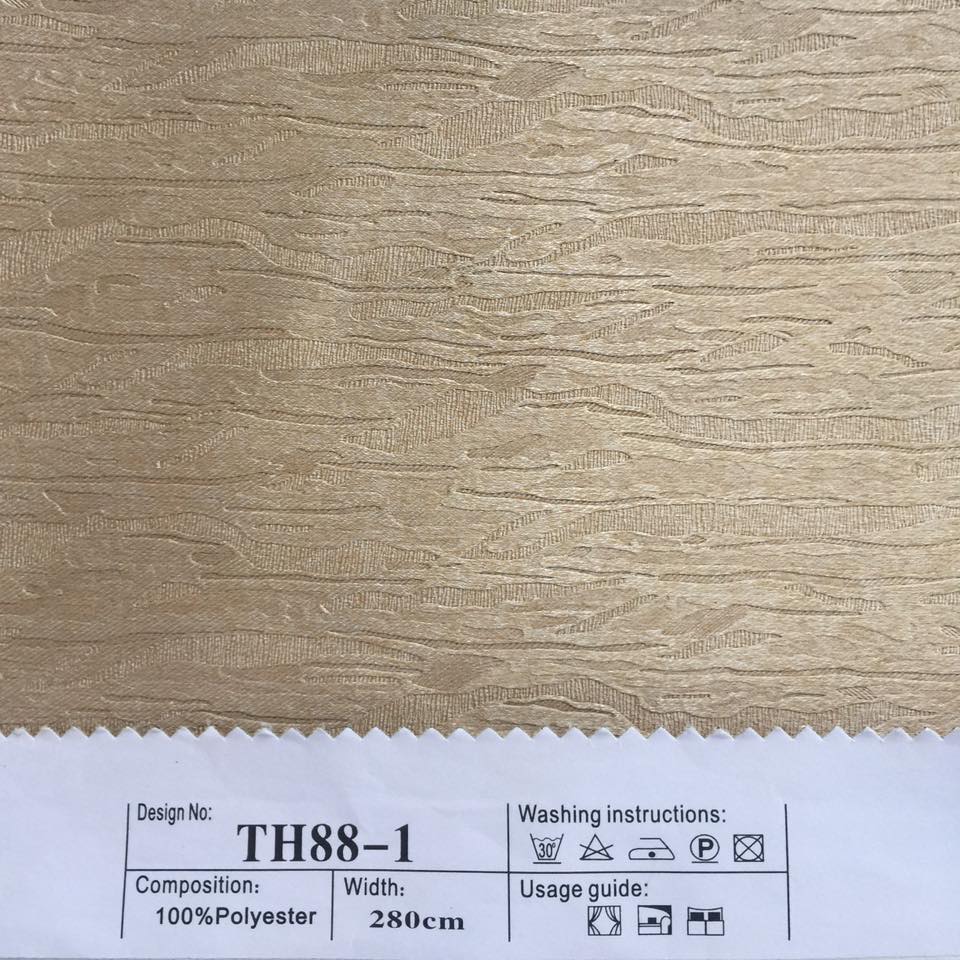 Design No:
TH88-1
Washing instructions:
30° P
Composition:
100%Polyester
Width:
280cm
Usage guide: